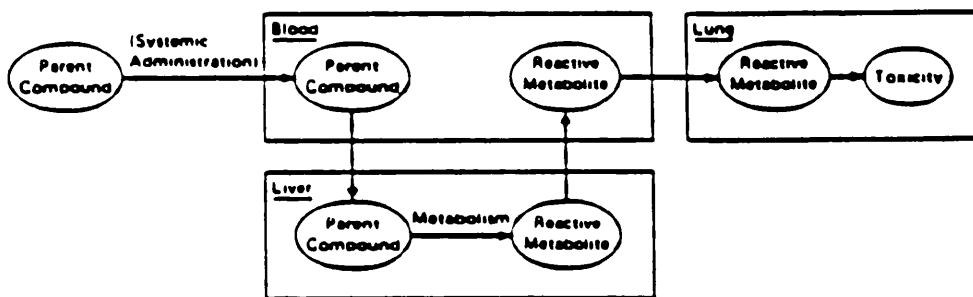 Blood
Lung
(Systemic
Administration)
Parent
Compound
Parent
Compound
Reactive
Metabolite
Reactive
Metabolite
Toxicity
Liver
Parent
Compound
Metabolism
Reactive
Metabolite